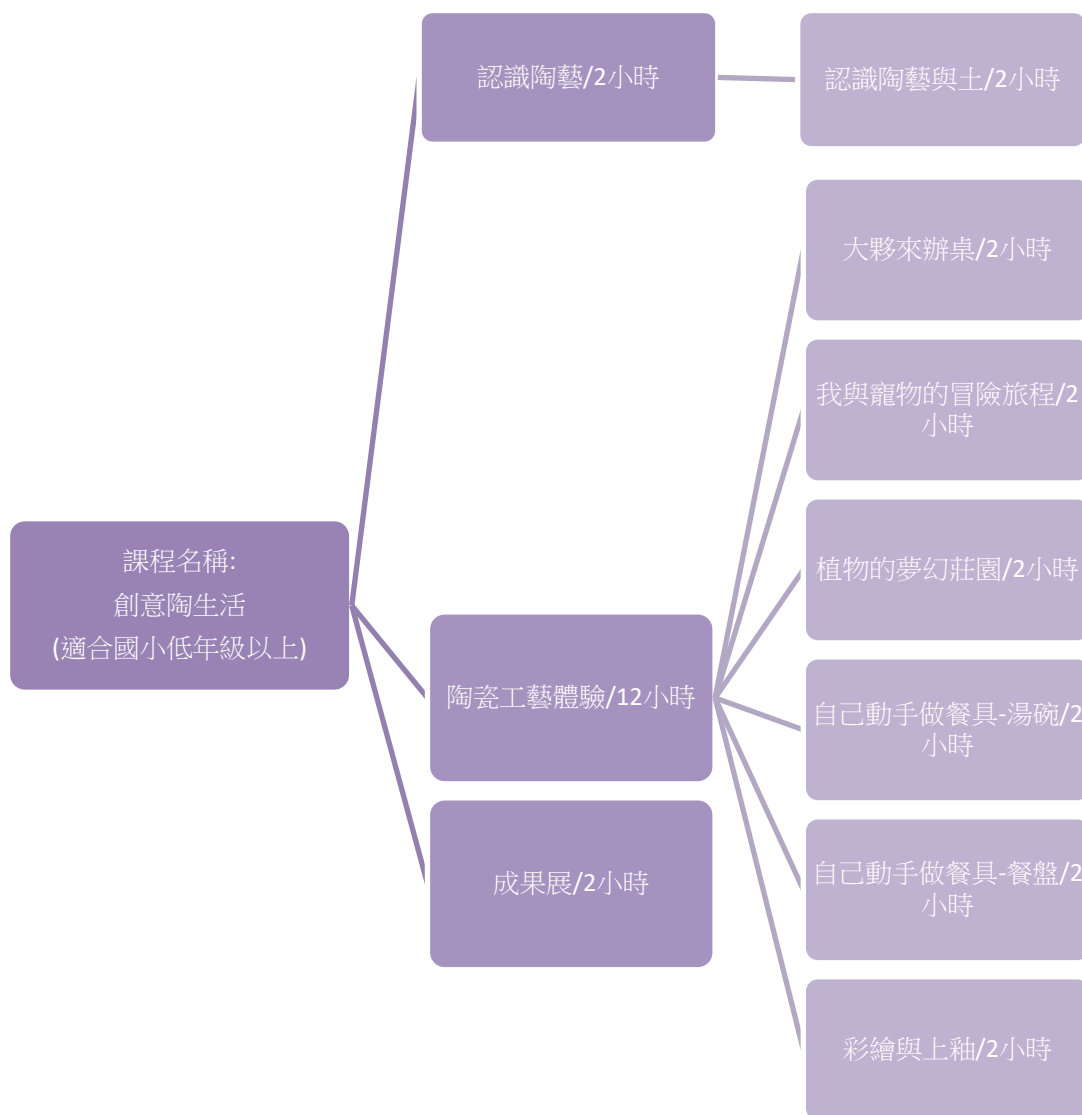 課程名稱:
創意陶生活
(適合國小低年級以上)
認識陶藝/2小時
認識陶藝與土/2小時
陶瓷工藝體驗/12小時
大夥來辦桌/2小時
我與寵物的冒險旅程/2
小時
植物的夢幻莊園/2小時
自己動手做餐具-湯碗/2
小時
自己動手做餐具-餐盤/2
小時
彩繪與上釉/2小時
成果展/2小時